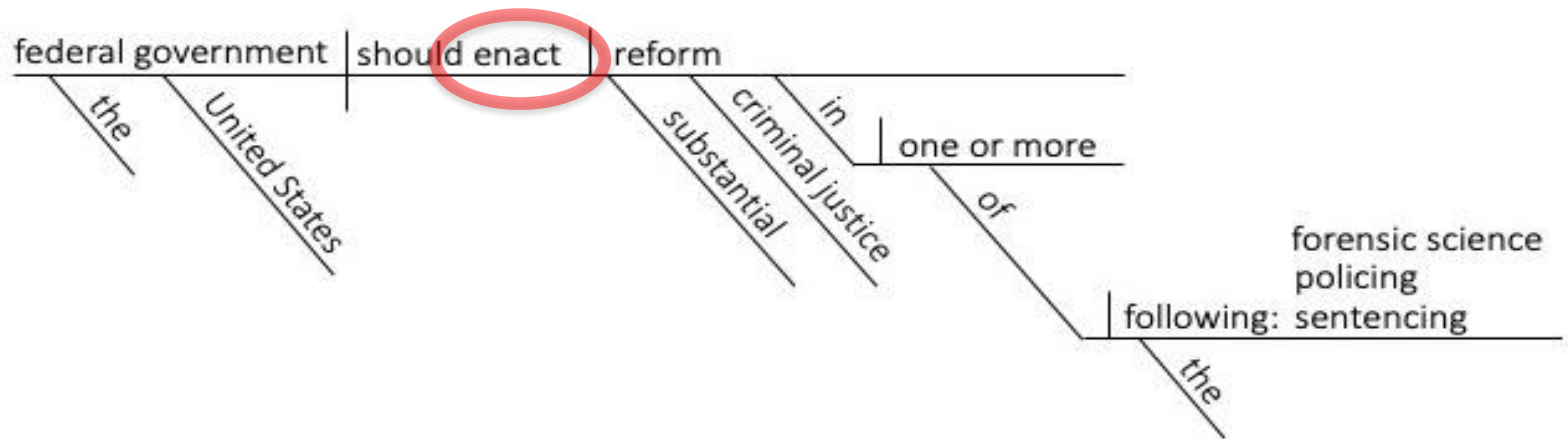 federal government should enact reform
the
United States
substantial
criminal justice
in
one or more
of
forensic science
policing
following: sentencing
the